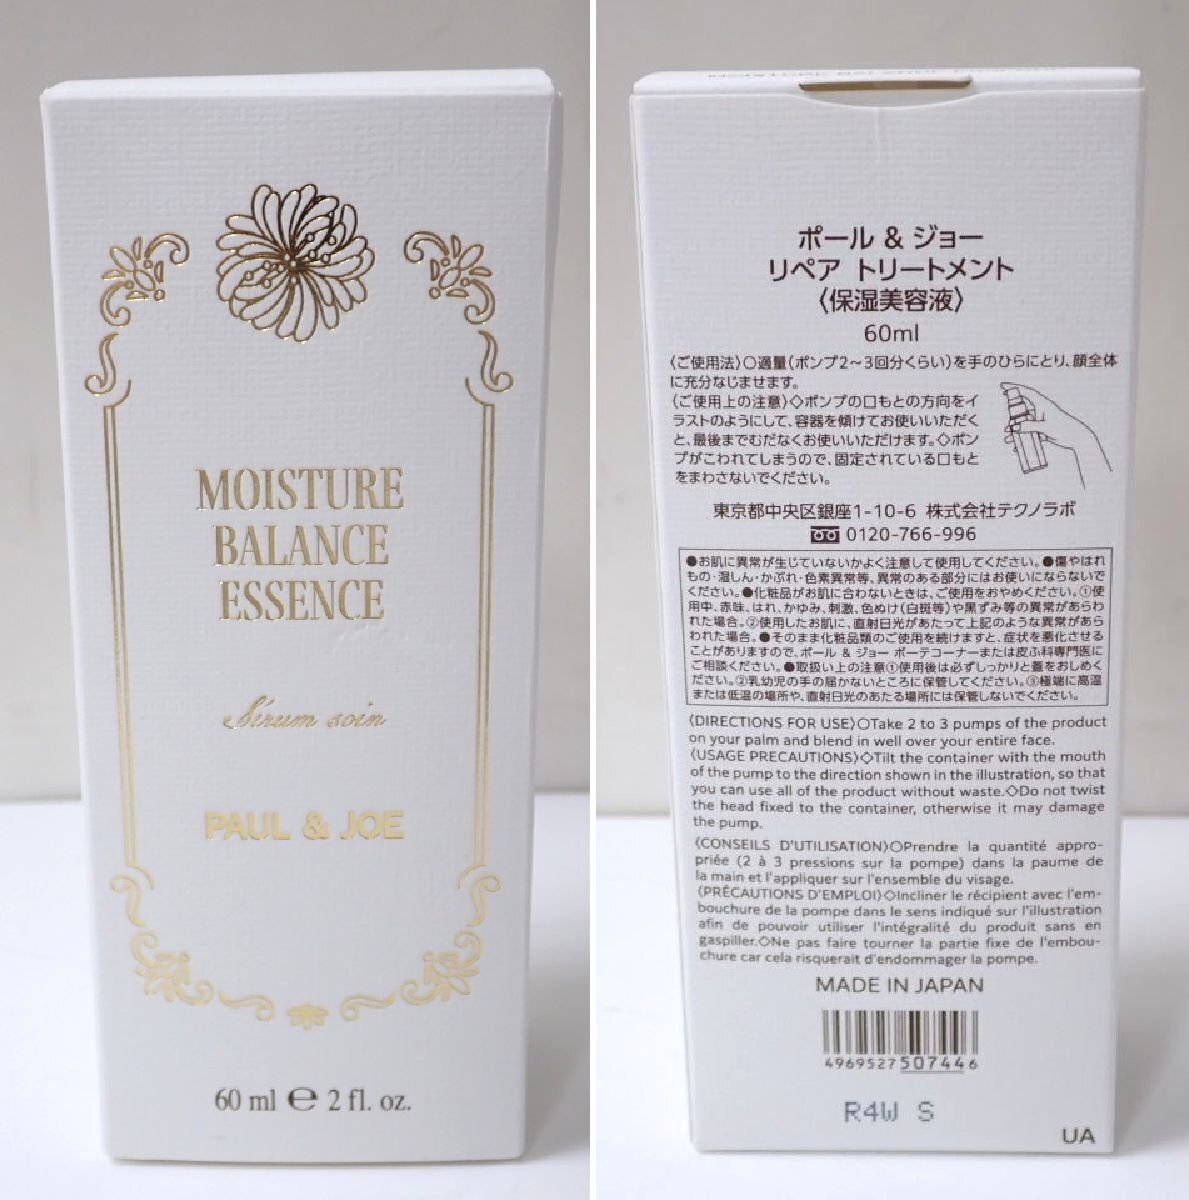 MOISTURE
BALANCE
ESSENCE
Sérum soin
PAUL & JOE
60 ml ℮ 2 fl. oz.
ポール & ジョー
リペア トリートメント
〈保湿美容液〉
60ml
〈ご使用法〉○適量(ポンプ2～3回分くらい)を手のひらにとり、顔全体
に充分なじませます。
〈ご使用上の注意〉◇ポンプの口もとの方向をイ
ラストのようにして、容器を傾けてお使いいただく
と、最後までむだなくお使いいただけます。◇ポン
プがこわれてしまうので、固定されている口もと
をまわさないでください。
東京都中央区銀座1-10-6 株式会社テクノラボ
0120-766-996
●お肌に異常が生じていないかよく注意して使用してください。●傷やはれ
もの・湿しん・かぶれ・色素異常等、異常のある部分にはお使いにならないで
ください。●化粧品がお肌に合わないときは、ご使用をおやめください。①使
用中、赤味、はれ、かゆみ、刺激、色ぬけ(白斑等)や黒ずみ等の異常があらわ
れた場合。②使用したお肌に、直射日光があたって上記のような異常があら
われた場合。●そのまま化粧品類のご使用を続けますと、症状を悪化させる
ことがありますので、ポール & ジョー ボーテコーナーまたは皮ふ科専門医に
ご相談ください。●取扱い上の注意①使用後は必ずしっかりと蓋をおしめく
ださい。②乳幼児の手の届かないところに保管してください。③極端に高温
または低温の場所や、直射日光のあたる場所には保管しないでください。
〈DIRECTIONS FOR USE〉○Take 2 to 3 pumps of the product
on your palm and blend in well over your entire face.
〈USAGE PRECAUTIONS〉◇Tilt the container with the mouth
of the pump to the direction shown in the illustration, so that
you can use all of the product without waste.◇Do not twist
the head fixed to the container, otherwise it may damage
the pump.
〈CONSEILS D'UTILISATION〉○Prendre la quantité appro-
priée (2 à 3 pressions sur la pompe) dans la paume de
la main et l'appliquer sur l'ensemble du visage.
〈PRÉCAUTIONS D'EMPLOI〉◇Incliner le récipient avec l'em-
bouchure de la pompe dans le sens indiqué sur l'illustration
afin de pouvoir utiliser l'intégralité du produit sans en
gaspiller.◇Ne pas faire tourner la partie fixe de l'embou-
chure car cela risquerait d'endommager la pompe.
MADE IN JAPAN
4969527507446
R4W S
UA